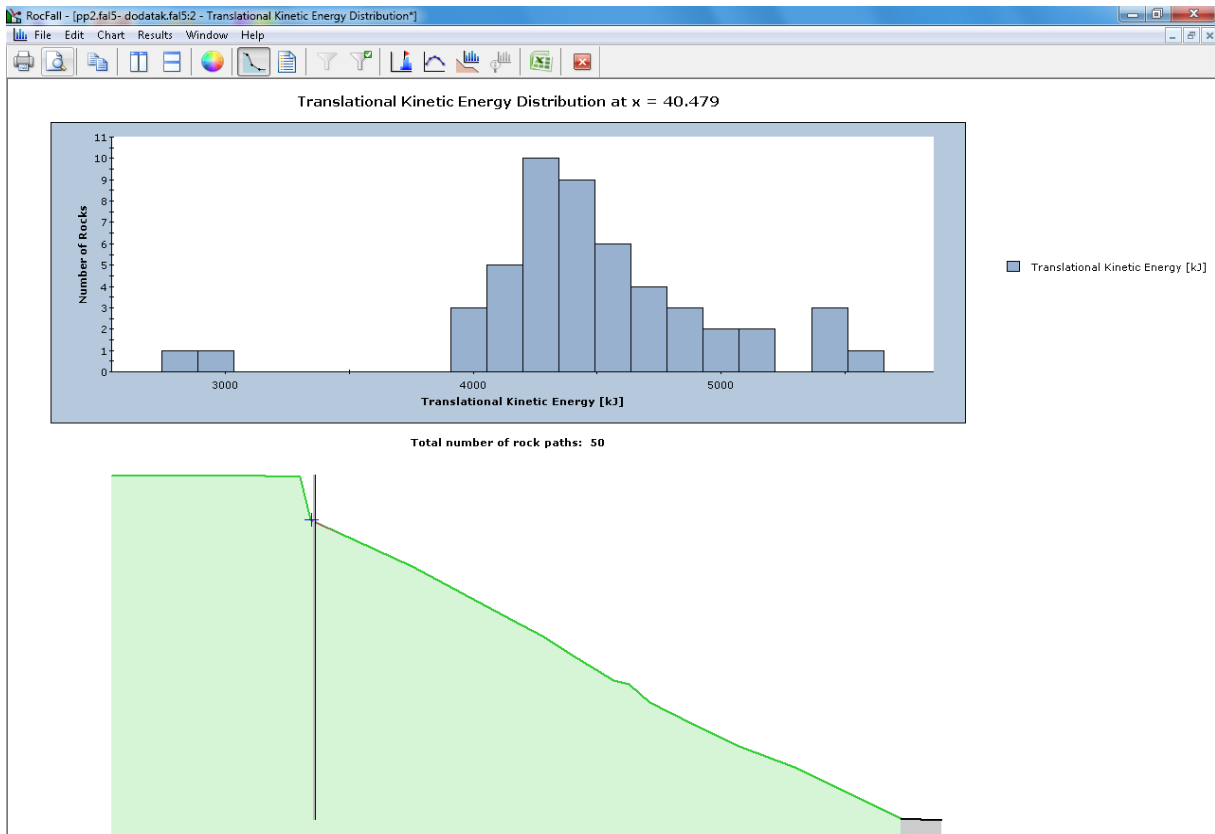 RocFall - [pp2.fal5- dodatak.fal5:2 - Translational Kinetic Energy Distribution*]
File Edit Chart Results Window Help
Translational Kinetic Energy Distribution at x = 40.479
11
10
9
8
7
6
5
4
3
2
1
0
Number of Rocks
3000 4000 5000
Translational Kinetic Energy [kJ]
Translational Kinetic Energy [kJ]
Total number of rock paths: 50